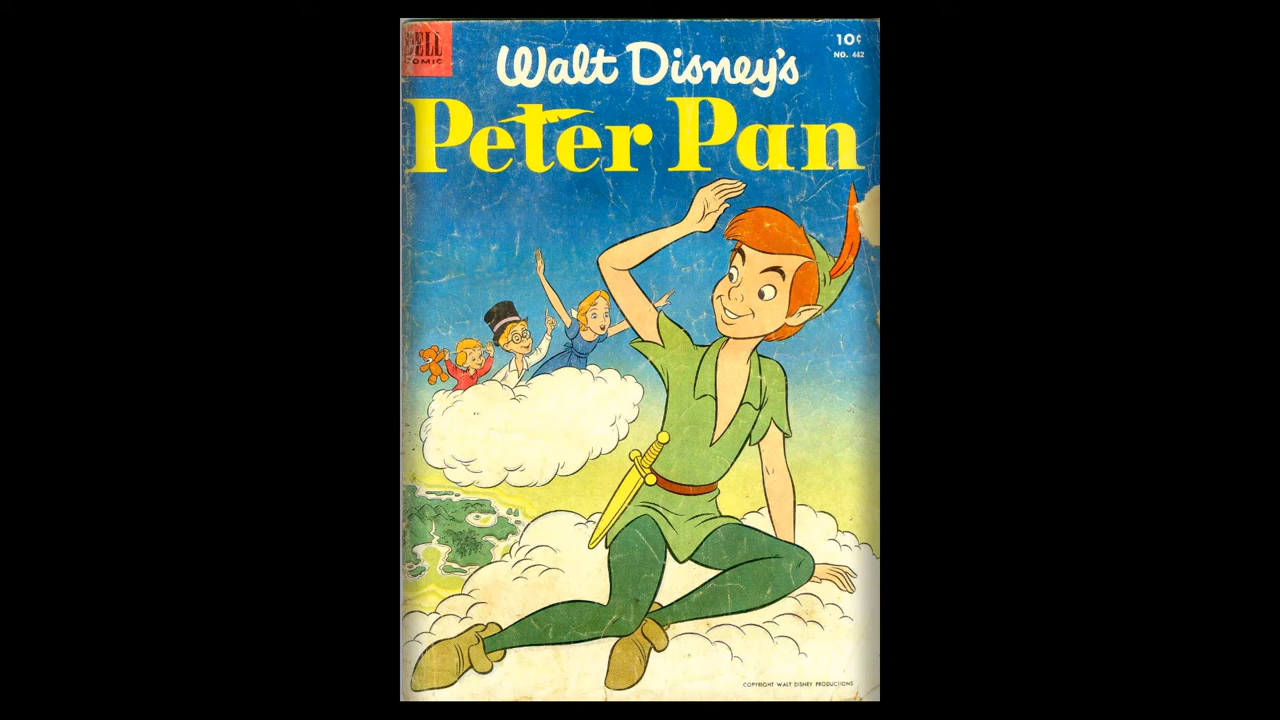 DELL
COMIC
10¢
NO. 442
Walt Disney's
Peter Pan
COPYRIGHT WALT DISNEY PRODUCTIONS